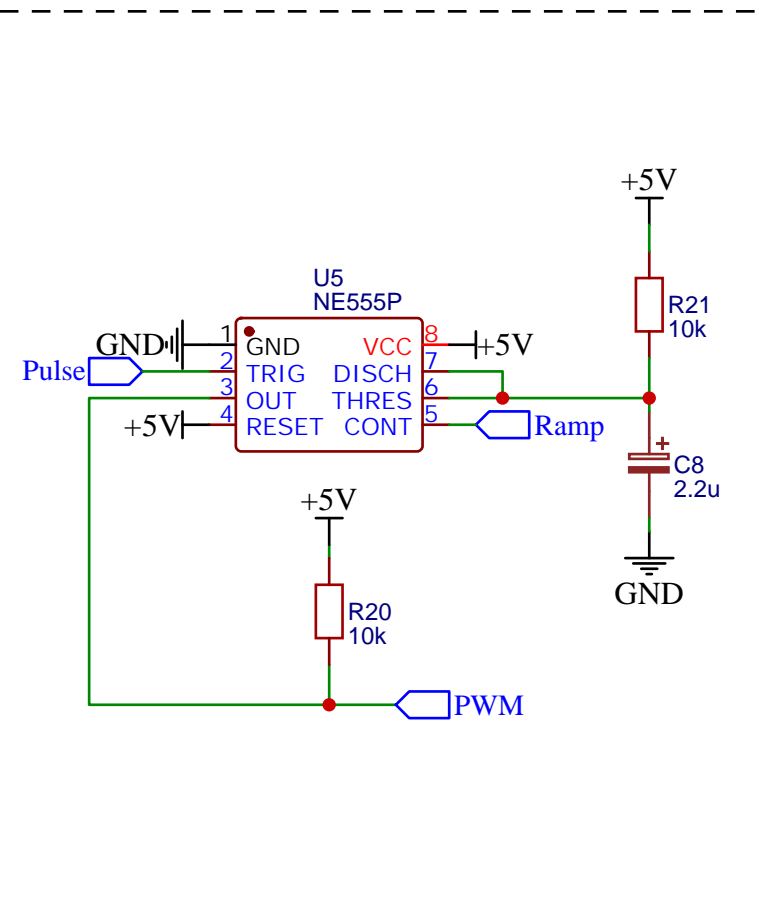 +5V
R21
10k
U5
NE555P
GND
1
GND
VCC
8
+5V
Pulse
2
TRIG
DISCH
7
3
OUT
THRES
6
+5V
4
RESET
CONT
5
Ramp
+
C8
2.2u
GND
+5V
R20
10k
PWM